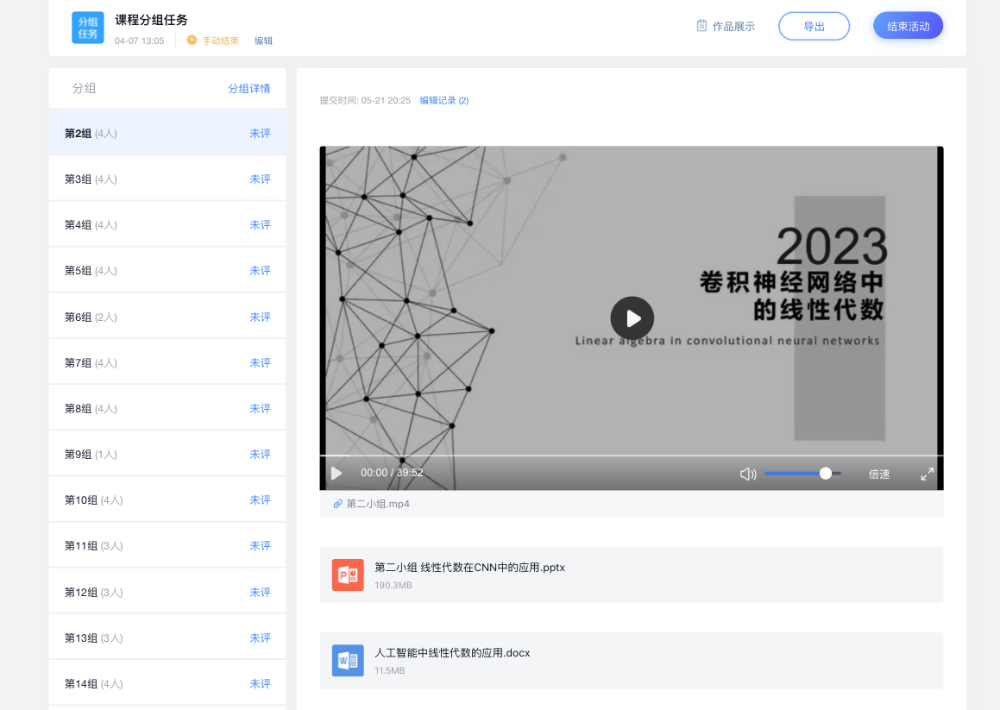 分组
任务
课程分组任务
04-07 13:05
手动结束
编辑
作品展示
导出
结束活动
分组
分组详情
第2组 (4人)
未评
第3组 (4人)
未评
第4组 (4人)
未评
第5组 (4人)
未评
第6组 (2人)
未评
第7组 (4人)
未评
第8组 (4人)
未评
第9组 (1人)
未评
第10组 (4人)
未评
第11组 (3人)
未评
第12组 (3人)
未评
第13组 (3人)
未评
第14组 (4人)
未评
提交时间: 05-21 20:25
编辑记录 (2)
2023
卷积神经网络中
的线性代数
Linear algebra in convolutional neural networks
00:00 / 39:52
倍速
第二小组.mp4
P
第二小组 线性代数在CNN中的应用.pptx
190.3MB
W
人工智能中线性代数的应用.docx
11.5MB